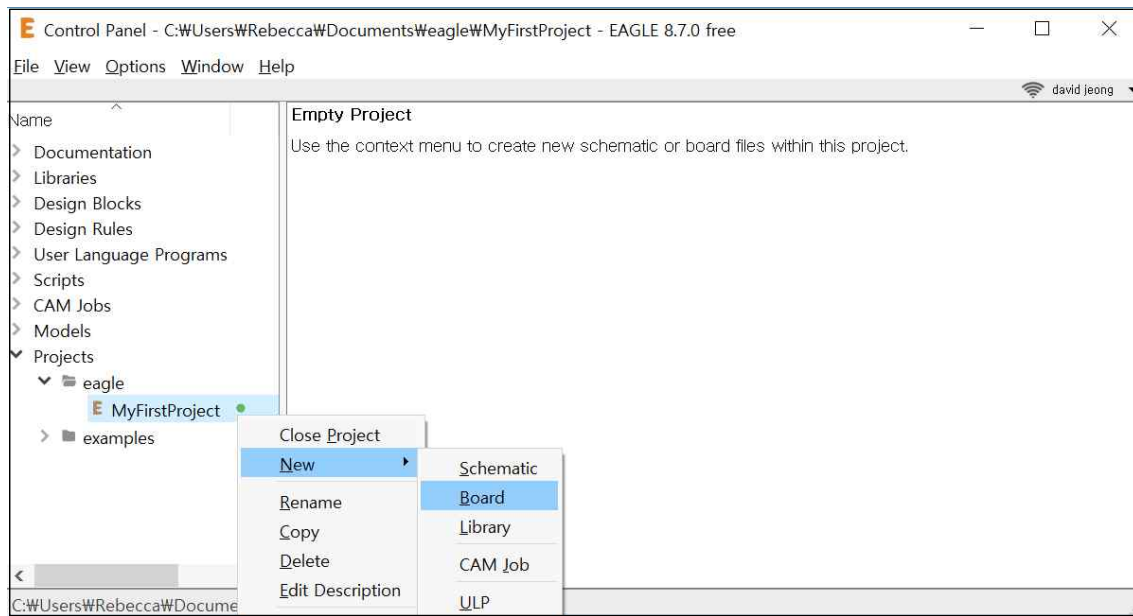 E Control Panel - C:₩Users₩Rebecca₩Documents₩eagle₩MyFirstProject - EAGLE 8.7.0 free
File View Options Window Help
david jeong
Name
Documentation
Libraries
Design Blocks
Design Rules
User Language Programs
Scripts
CAM Jobs
Models
Projects
eagle
E MyFirstProject
examples
Empty Project
Use the context menu to create new schematic or board files within this project.
Close Project
New
Rename
Copy
Delete
Edit Description
Schematic
Board
Library
CAM Job
ULP
C:₩Users₩Rebecca₩Docume